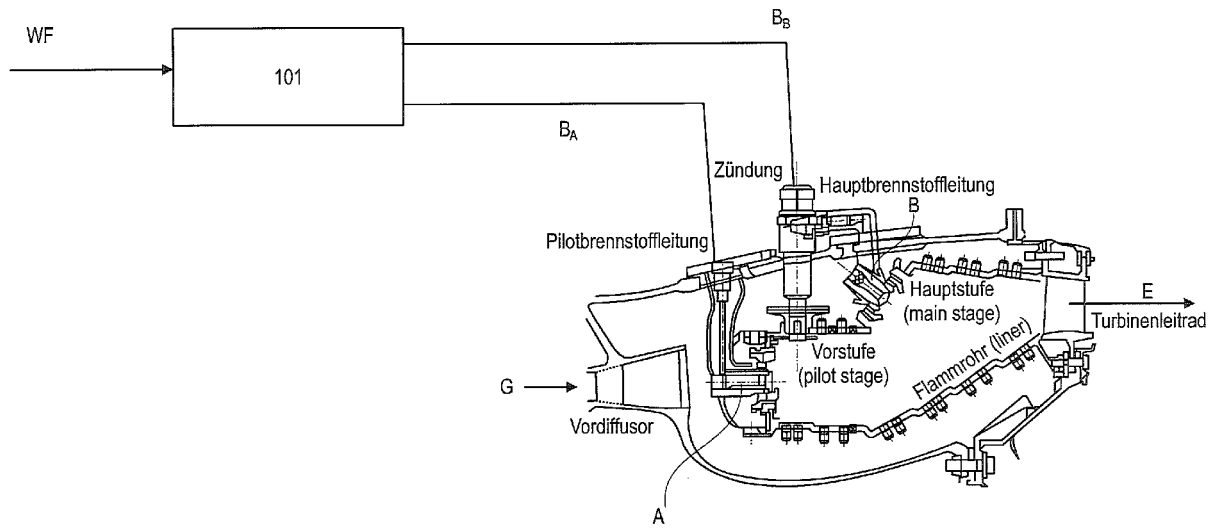 WF
101
B_B
B_A
Zündung
Hauptbrennstoffleitung
B
Pilotbrennstoffleitung
Hauptstufe
(main stage)
E
Turbinenleitrad
Vorstufe
(pilot stage)
Flammrohr (liner)
G
Vordiffusor
A